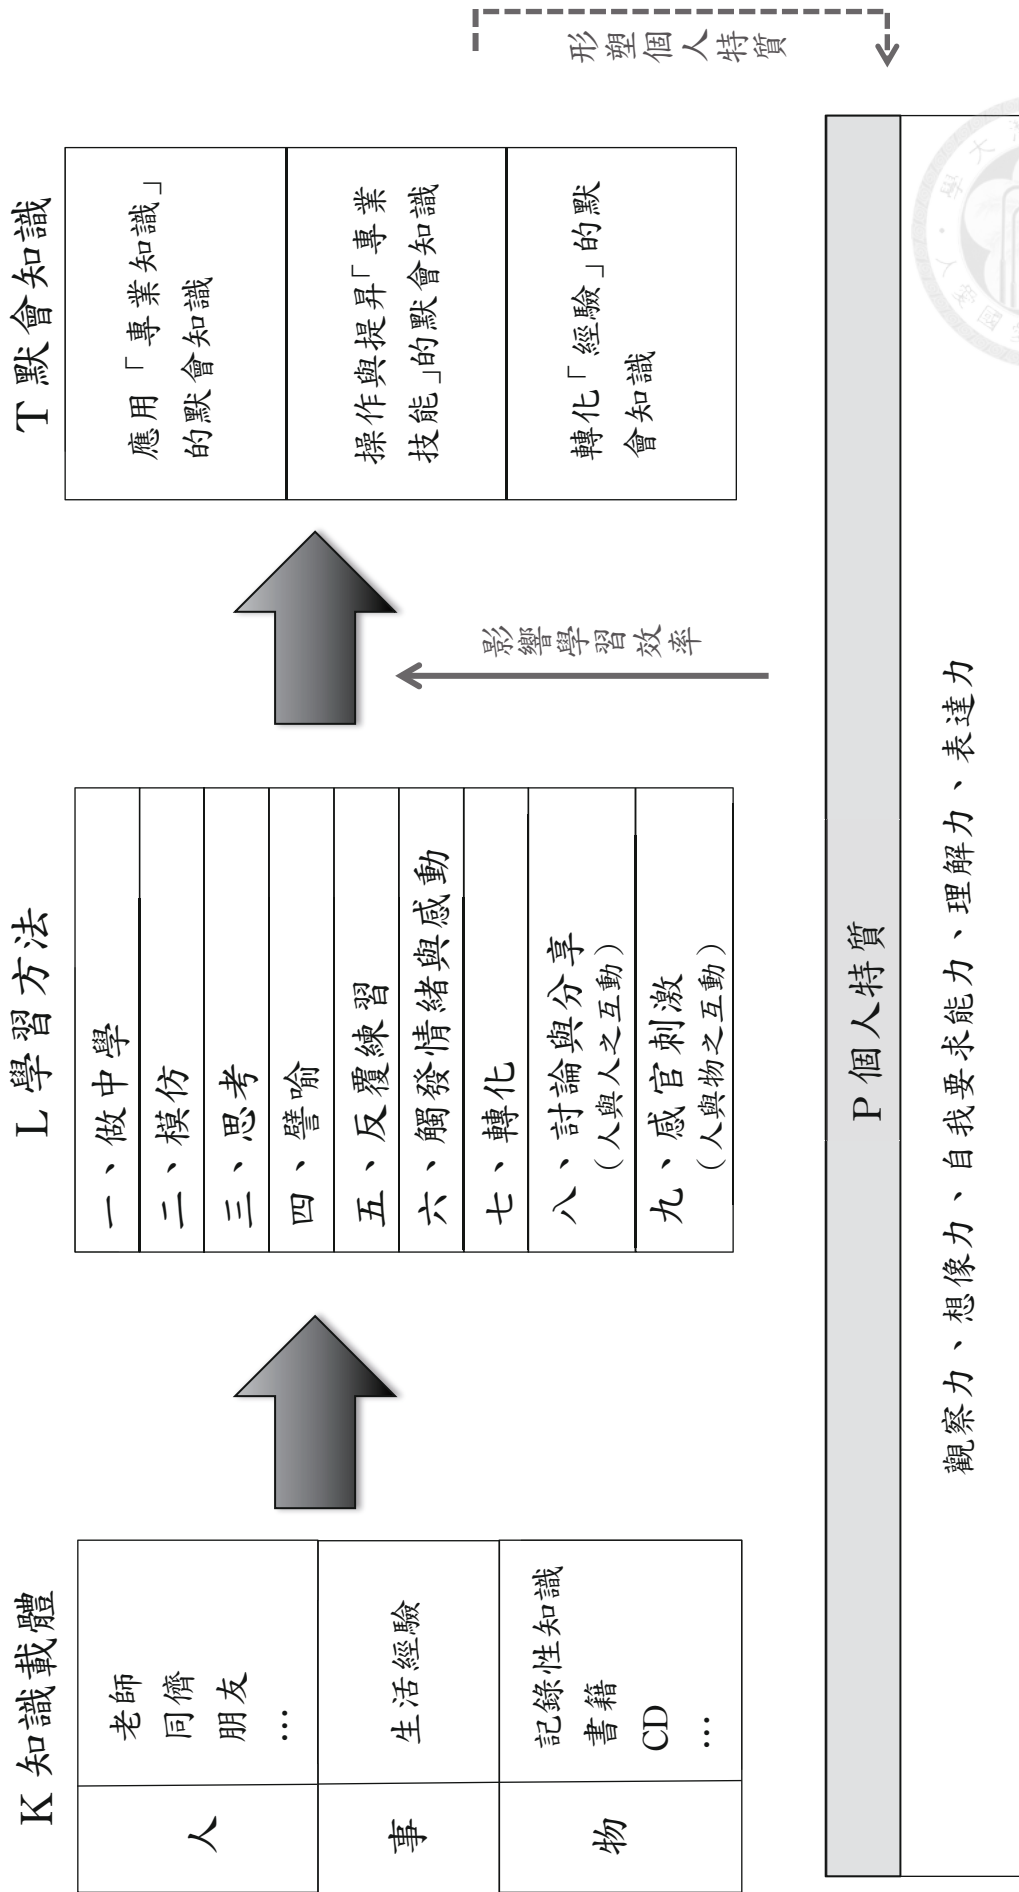 K 知識載體
人
老師
同儕
朋友
…
事
生活經驗
物
記錄性知識
書籍
CD
…
L 學習方法
一、做中學
二、模仿
三、思考
四、譬喻
五、反覆練習
六、觸發情緒與感動
七、轉化
八、討論與分享
（人與人之互動）
九、感官刺激
（人與物之互動）
T 默會知識
應用「專業知識」
的默會知識
操作與提昇「專業
技能」的默會知識
轉化「經驗」的默
會知識
影響學習效率
形塑個人特質
P 個人特質
觀察力、想像力、自我要求能力、理解力、表達力